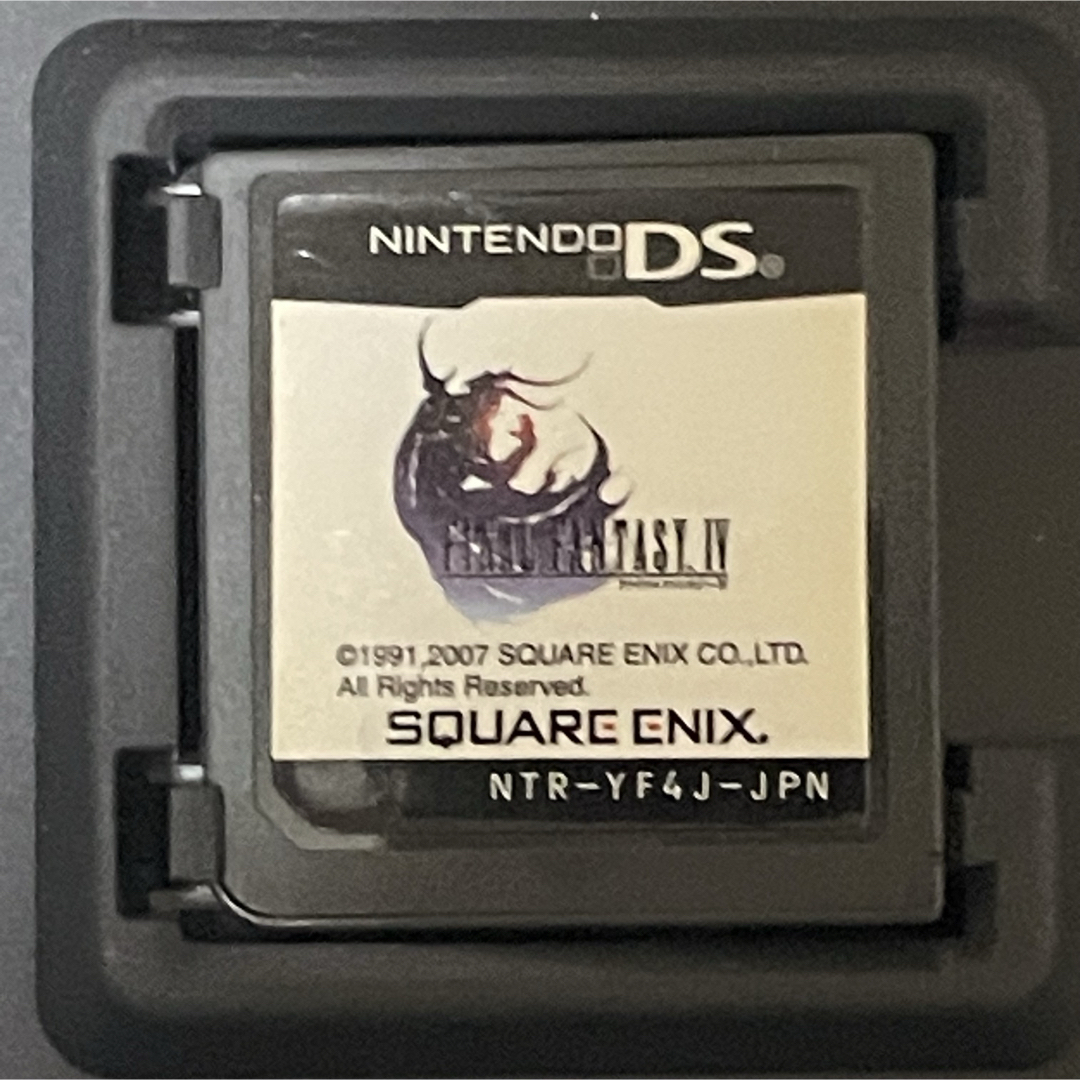 NINTENDO DS®
FINAL FANTASY IV
©1991,2007 SQUARE ENIX CO.,LTD.
All Rights Reserved.
SQUARE ENIX.
NTR-YF4J-JPN